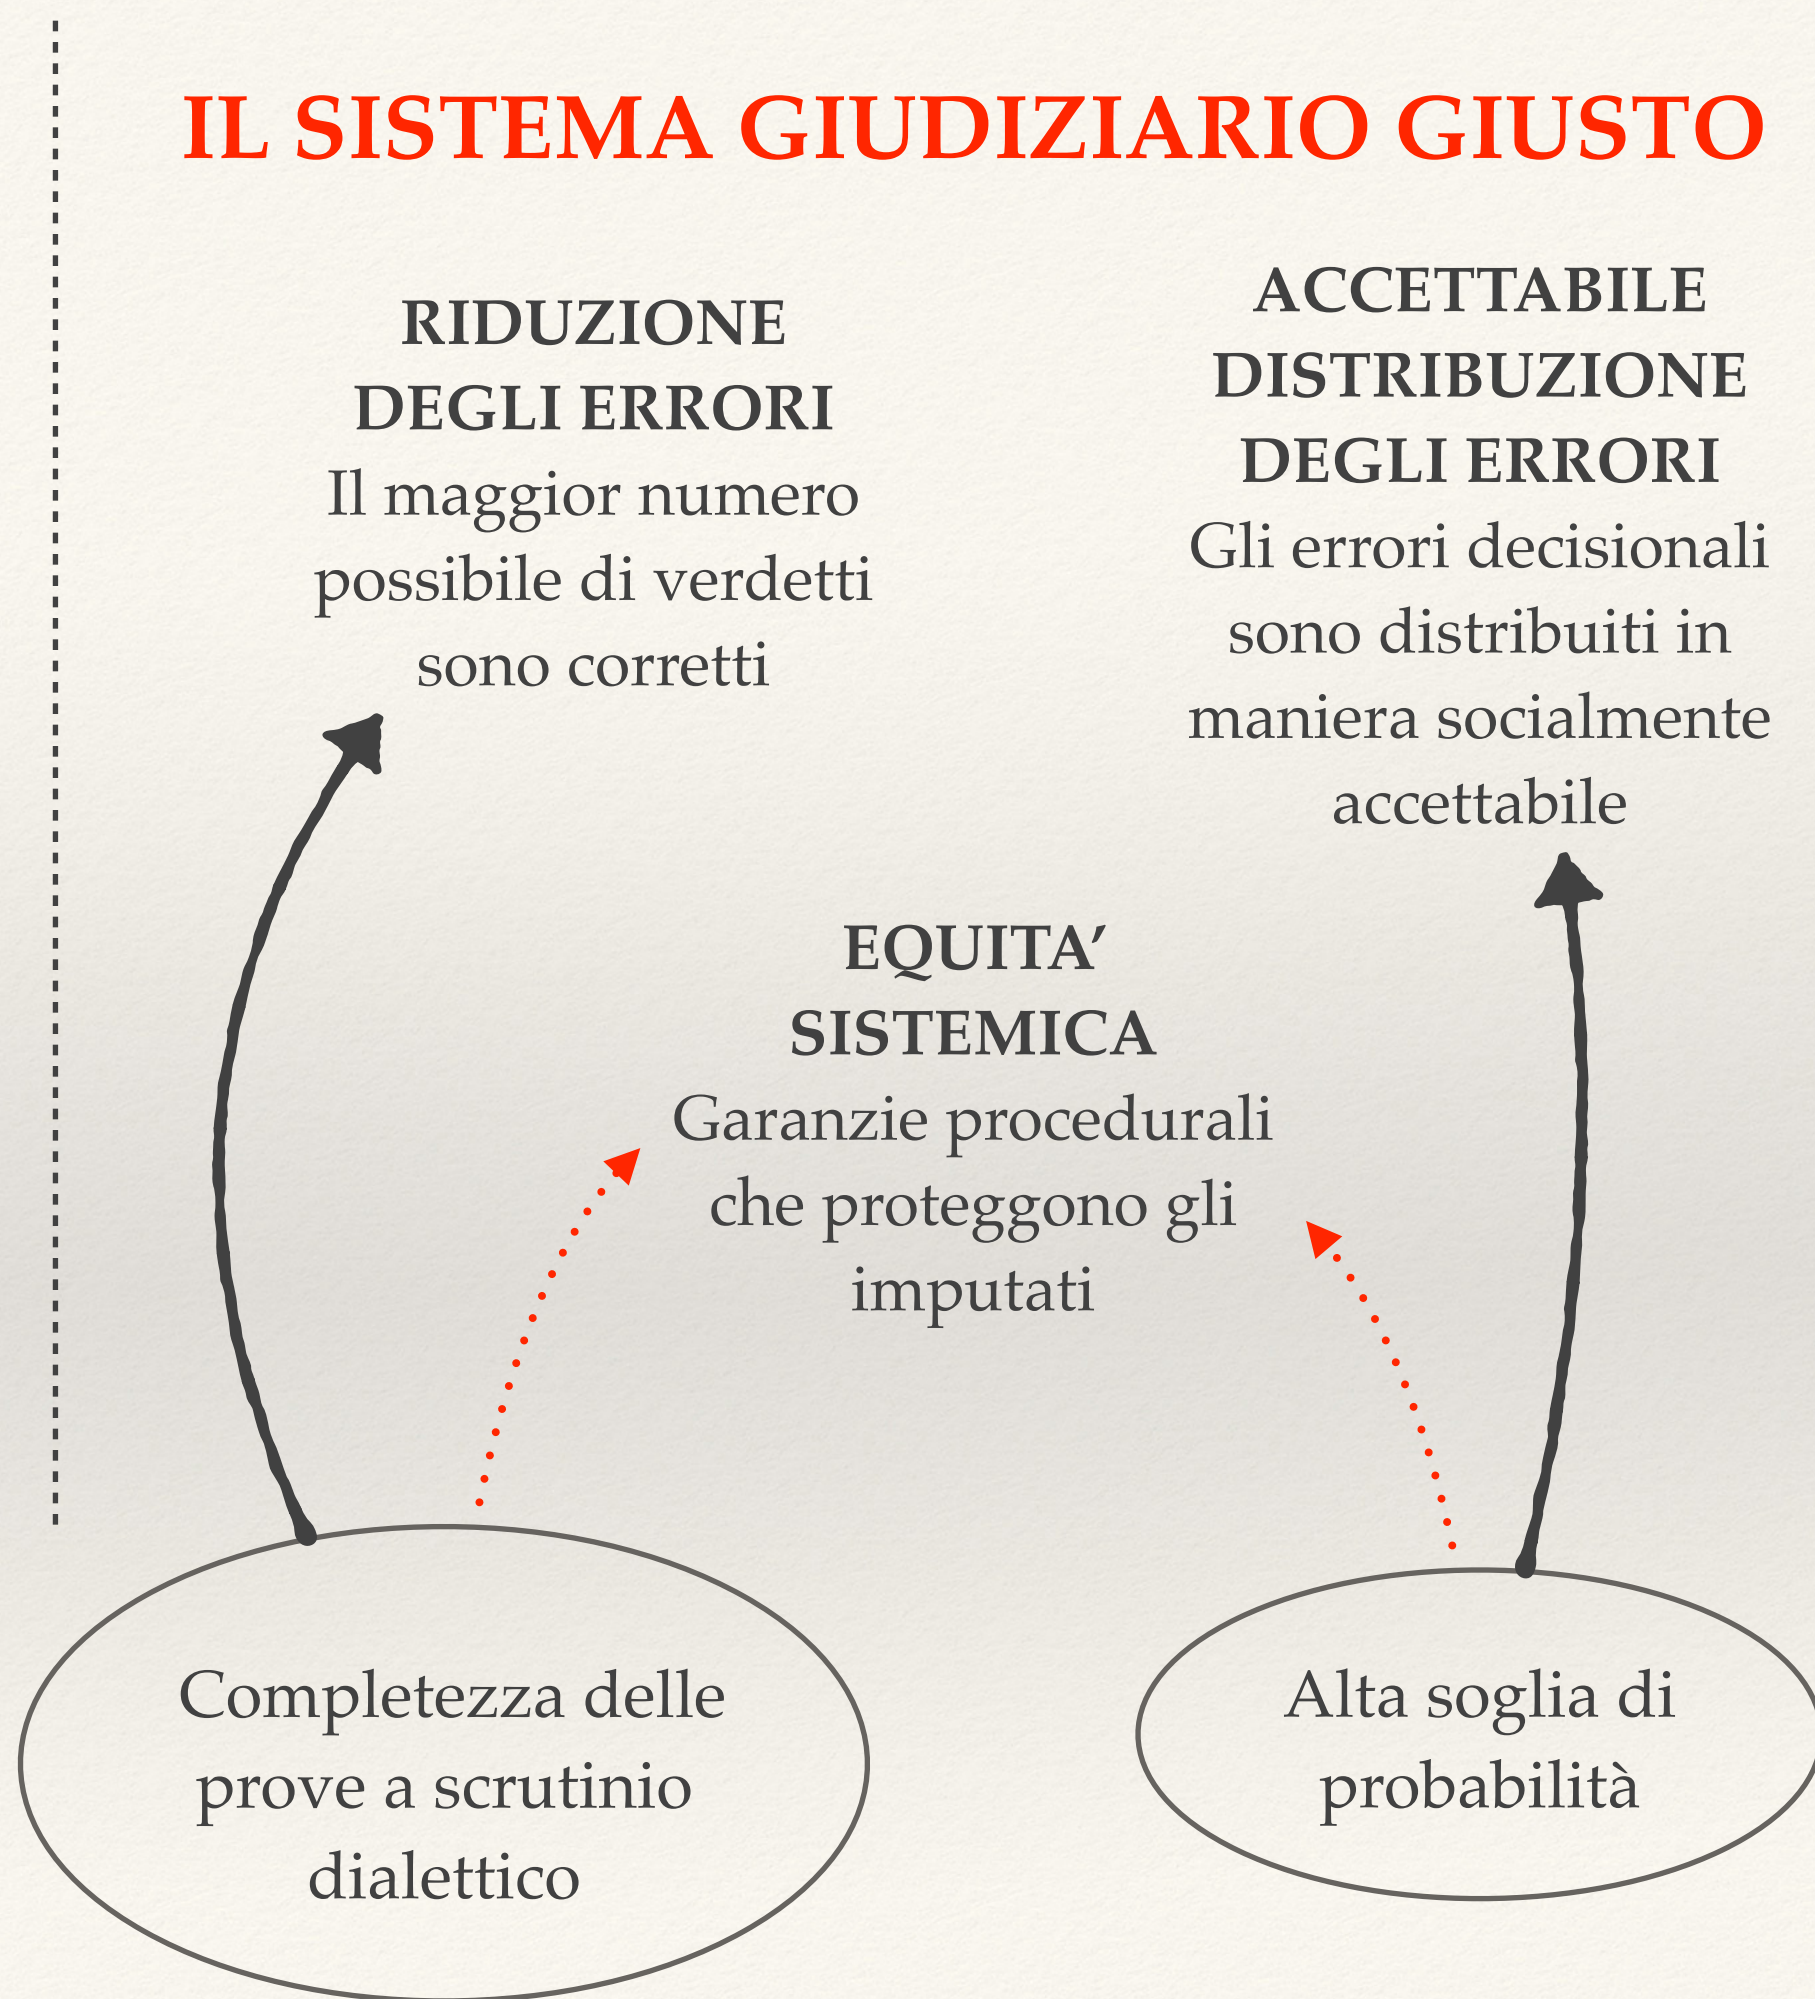 IL SISTEMA GIUDIZIARIO GIUSTO
RIDUZIONE
DEGLI ERRORI
Il maggior numero
possibile di verdetti
sono corretti
ACCETTABILE
DISTRIBUZIONE
DEGLI ERRORI
Gli errori decisionali
sono distribuiti in
maniera socialmente
accettabile
EQUITA’
SISTEMICA
Garanzie procedurali
che proteggono gli
imputati
Completezza delle
prove a scrutinio
dialettico
Alta soglia di
probabilità